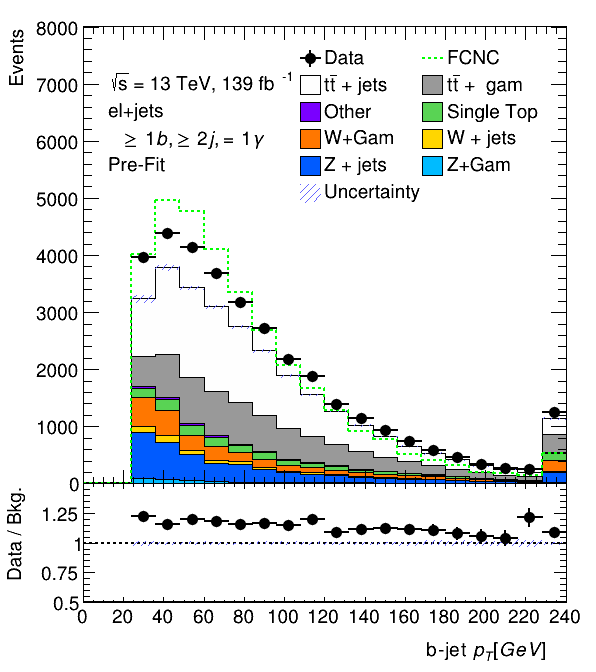 Events
8000
7000
6000
5000
4000
3000
2000
1000
0
√s = 13 TeV, 139 fb⁻¹
el+jets
≥ 1b, ≥ 2j, = 1γ
Pre-Fit
Data
FCNC
tt̄ + jets
tt̄ + gam
Other
Single Top
W+Gam
W + jets
Z + jets
Z+Gam
Uncertainty
Data / Bkg.
1.25
1
0.75
0.5
0 20 40 60 80 100 120 140 160 180 200 220 240
b-jet p_T[GeV]